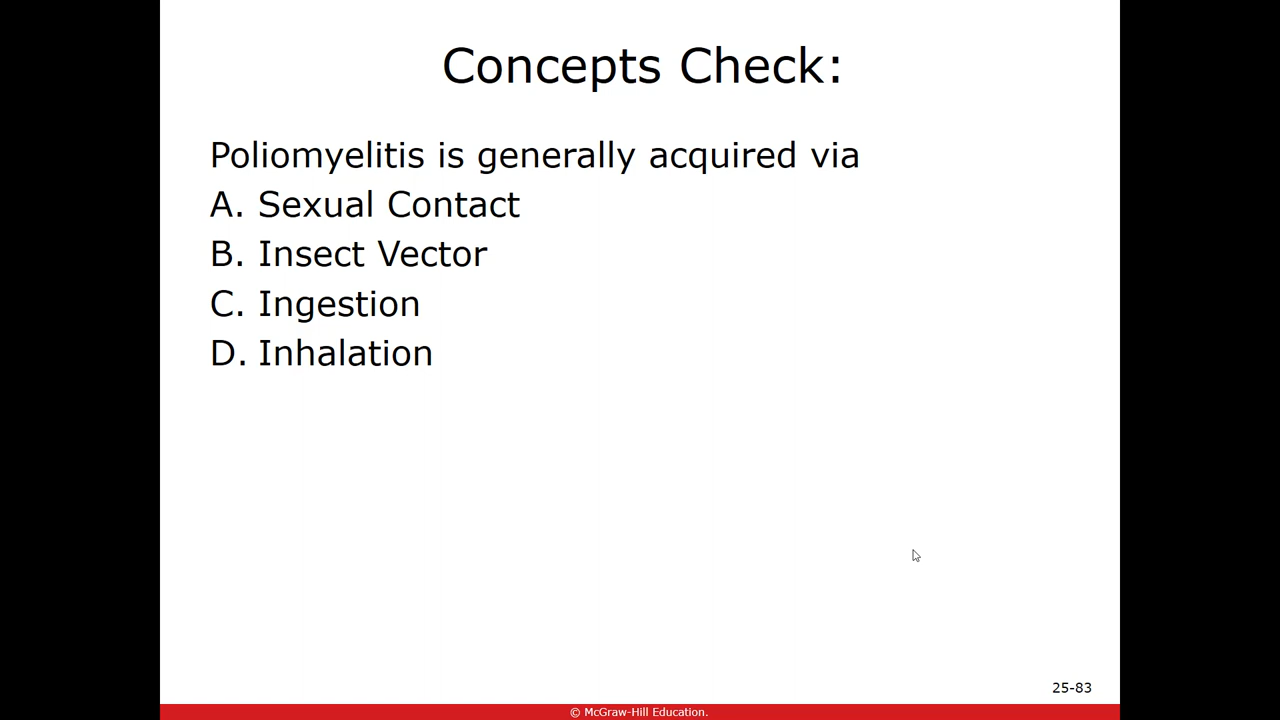 Concepts Check:
Poliomyelitis is generally acquired via
A. Sexual Contact
B. Insect Vector
C. Ingestion
D. Inhalation
25-83
© McGraw-Hill Education.